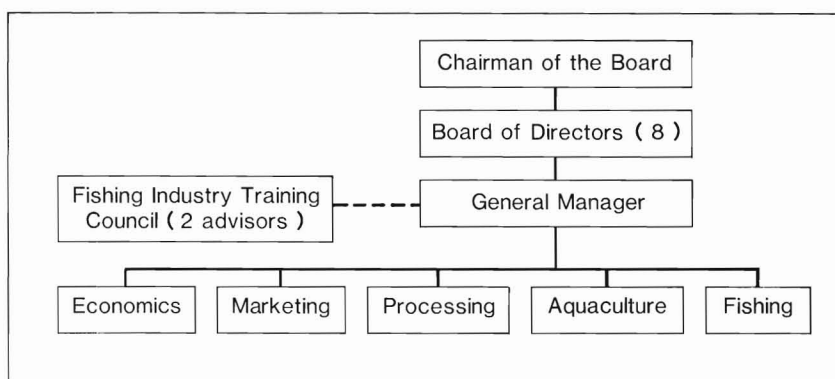 Chairman of the Board
Board of Directors ( 8 )
Fishing Industry Training
Council ( 2 advisors )
General Manager
Economics
Marketing
Processing
Aquaculture
Fishing